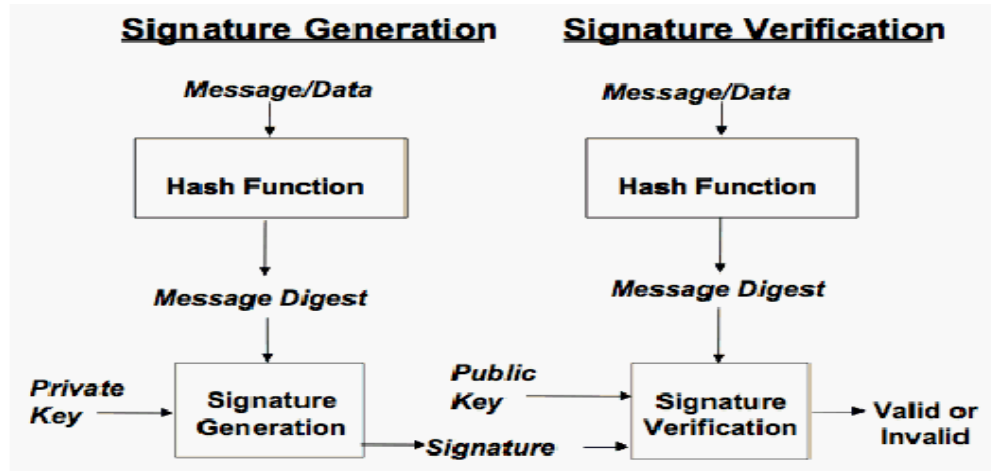 Signature Generation
Message/Data
Hash Function
Message Digest
Private
Key
Signature
Generation
Signature
Signature Verification
Message/Data
Hash Function
Message Digest
Public
Key
Signature
Verification
Valid or
Invalid